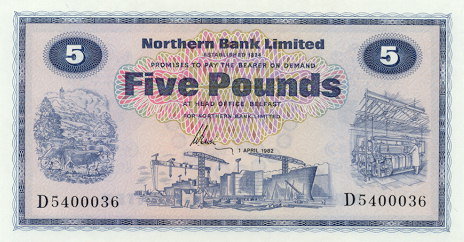 5 Northern Bank Limited 5
ESTABLISHED 1824
PROMISES TO PAY THE BEARER ON DEMAND
Five Pounds
AT HEAD OFFICE BELFAST
FOR NORTHERN BANK LIMITED
1 APRIL 1982
D5400036 D5400036